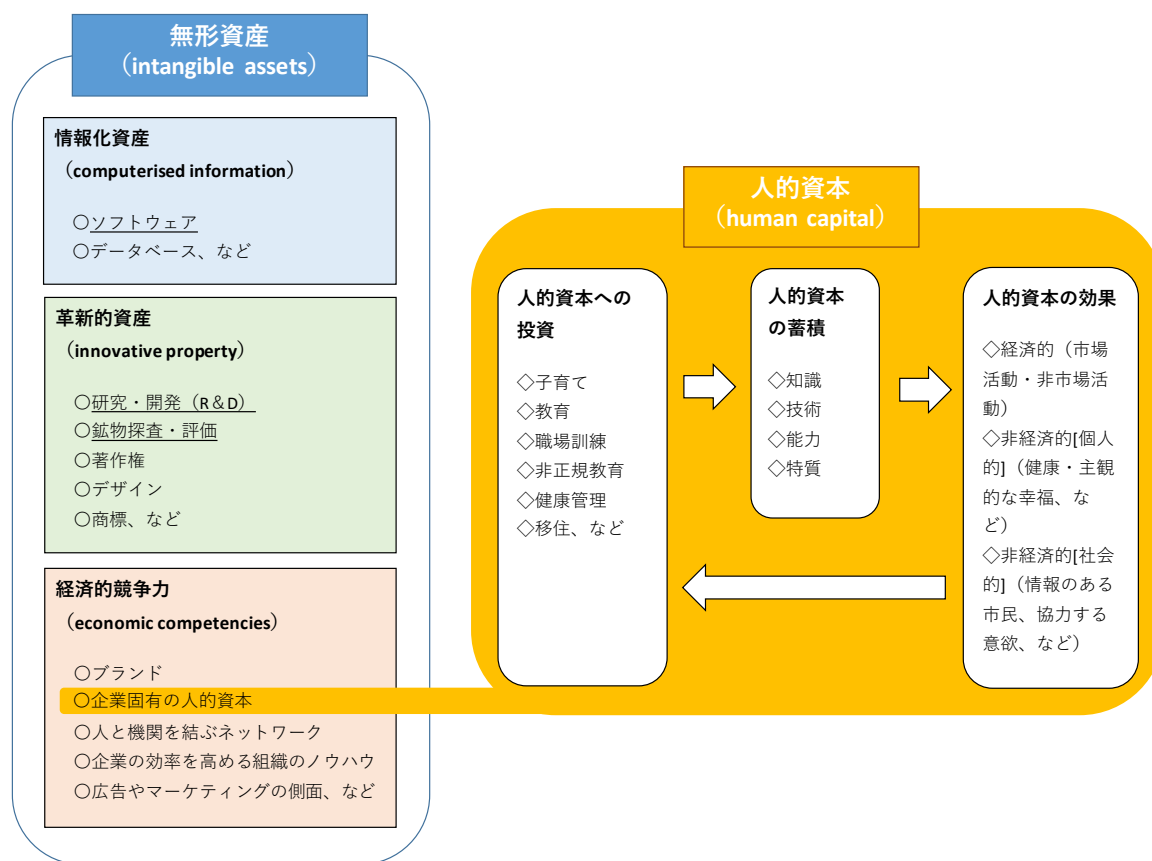 無形資産
（intangible assets）
情報化資産
（computerised information）
〇ソフトウェア
〇データベース、など
革新的資産
（innovative property）
〇研究・開発（R＆D）
〇鉱物探査・評価
〇著作権
〇デザイン
〇商標、など
経済的競争力
（economic competencies）
〇ブランド
〇企業固有の人的資本
〇人と機関を結ぶネットワーク
〇企業の効率を高める組織のノウハウ
〇広告やマーケティングの側面、など
人的資本
（human capital）
人的資本への
投資
◇子育て
◇教育
◇職場訓練
◇非正規教育
◇健康管理
◇移住、など
人的資本
の蓄積
◇知識
◇技術
◇能力
◇特質
人的資本の効果
◇経済的（市場
活動・非市場活
動）
◇非経済的[個人
的]（健康・主観
的な幸福、な
ど）
◇非経済的[社会
的]（情報のある
市民、協力する
意欲、など）